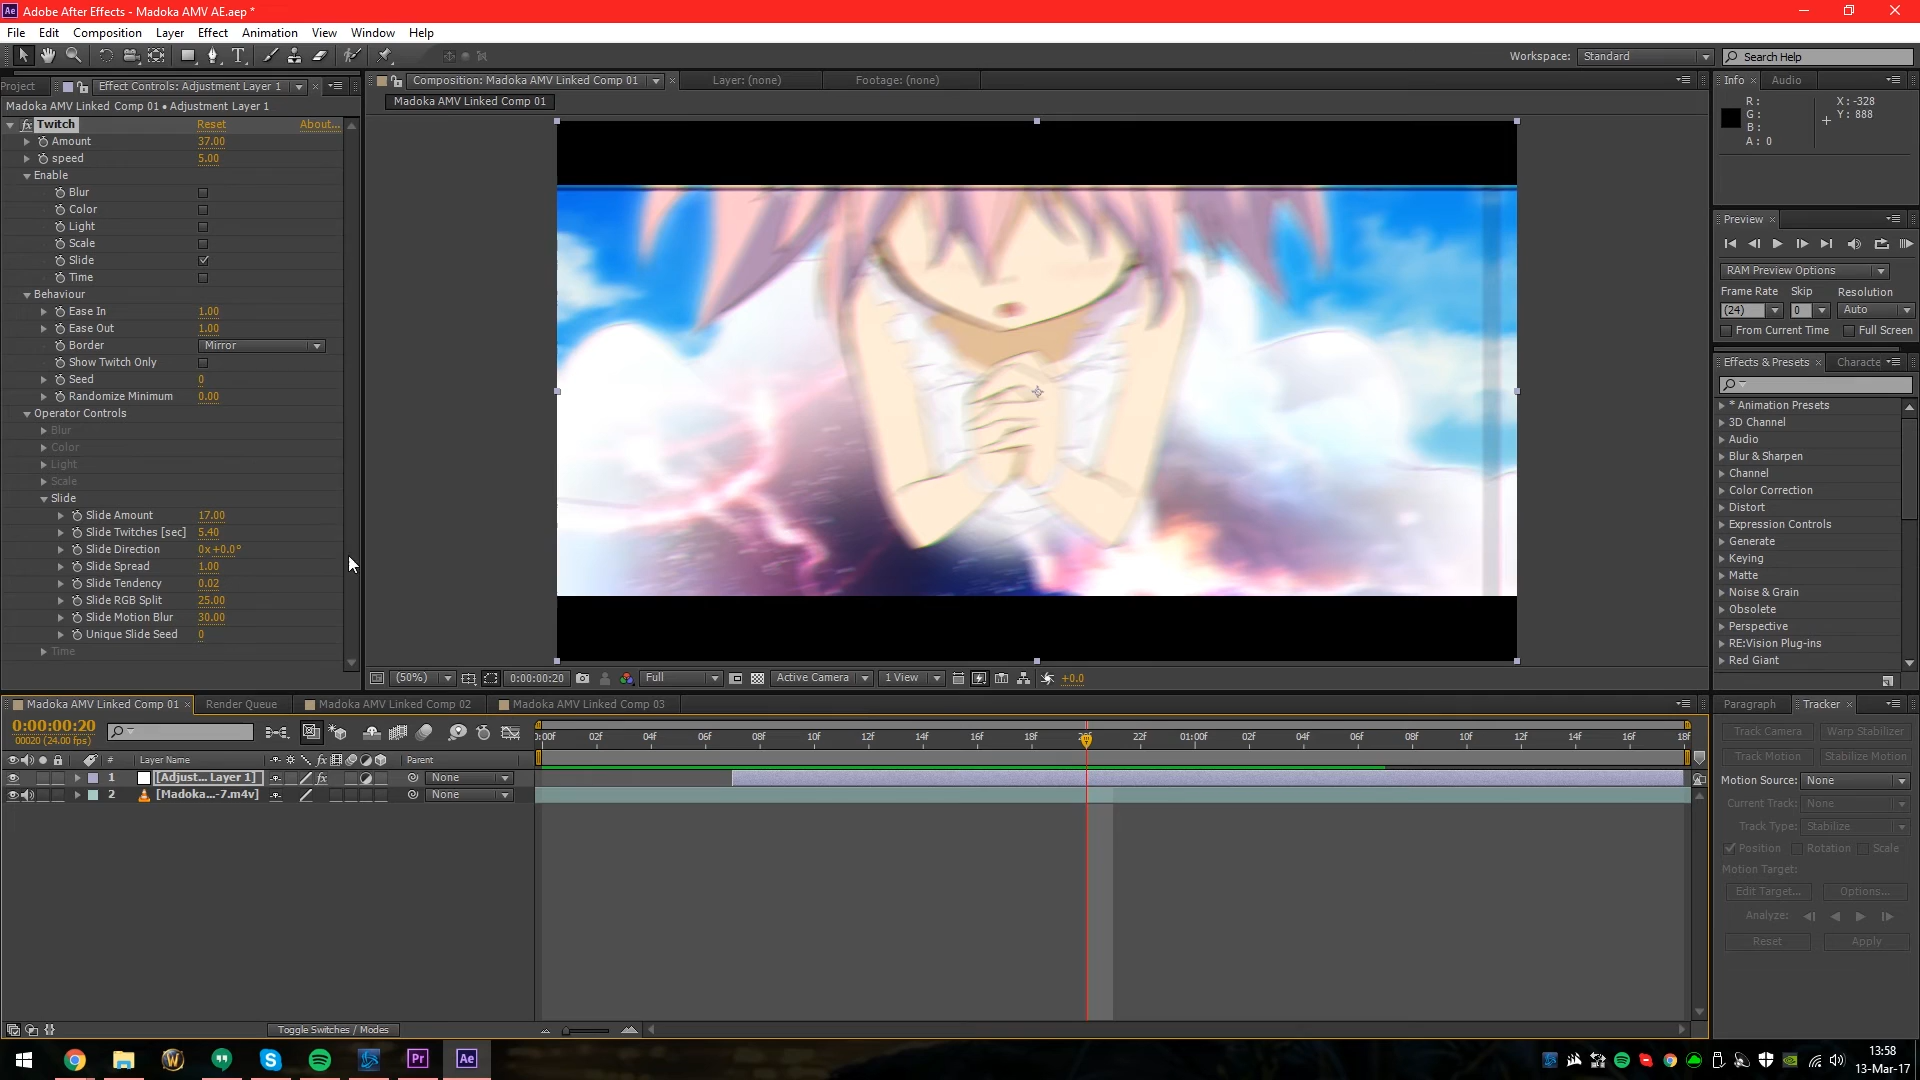 Ae Adobe After Effects - Madoka AMV AE.aep *
File Edit Composition Layer Effect Animation View Window Help
Workspace: Standard Search Help
Project Effect Controls: Adjustment Layer 1
Madoka AMV Linked Comp 01 • Adjustment Layer 1
fx Twitch Reset About...
Amount 37.00
speed 5.00
Enable
Blur
Color
Light
Scale
Slide
Time
Behaviour
Ease In 1.00
Ease Out 1.00
Border Mirror
Show Twitch Only
Seed 0
Randomize Minimum 0.00
Operator Controls
Blur
Color
Light
Scale
Slide
Slide Amount 17.00
Slide Twitches [sec] 5.40
Slide Direction 0x+0.0°
Slide Spread 1.00
Slide Tendency 0.02
Slide RGB Split 25.00
Slide Motion Blur 30.00
Unique Slide Seed 0
Time
Composition: Madoka AMV Linked Comp 01 Layer: (none) Footage: (none)
Madoka AMV Linked Comp 01
(50%) 0:00:00:20 Full Active Camera 1 View +0.0
Info Audio
R: X: -328
G: Y: 888
B:
A: 0
Preview
RAM Preview Options
Frame Rate Skip Resolution
(24) 0 Auto
From Current Time Full Screen
Effects & Presets Characte
* Animation Presets
3D Channel
Audio
Blur & Sharpen
Channel
Color Correction
Distort
Expression Controls
Generate
Keying
Matte
Noise & Grain
Obsolete
Perspective
RE:Vision Plug-ins
Red Giant
Madoka AMV Linked Comp 01 Render Queue Madoka AMV Linked Comp 02 Madoka AMV Linked Comp 03
0:00:00:20
00020 (24.00 fps)
):00f 02f 04f 06f 08f 10f 12f 14f 16f 18f 20f 22f 01:00f 02f 04f 06f 08f 10f 12f 14f 16f 18f
# Layer Name Parent
1 [Adjust... Layer 1] fx None
2 [Madoka...-7.m4v] None
Toggle Switches / Modes
Paragraph Tracker
Track Camera Warp Stabilizer
Track Motion Stabilize Motion
Motion Source: None
Current Track: None
Track Type: Stabilize
Position Rotation Scale
Motion Target:
Edit Target... Options...
Analyze:
Reset Apply
Pr Ae
13:58
13-Mar-17